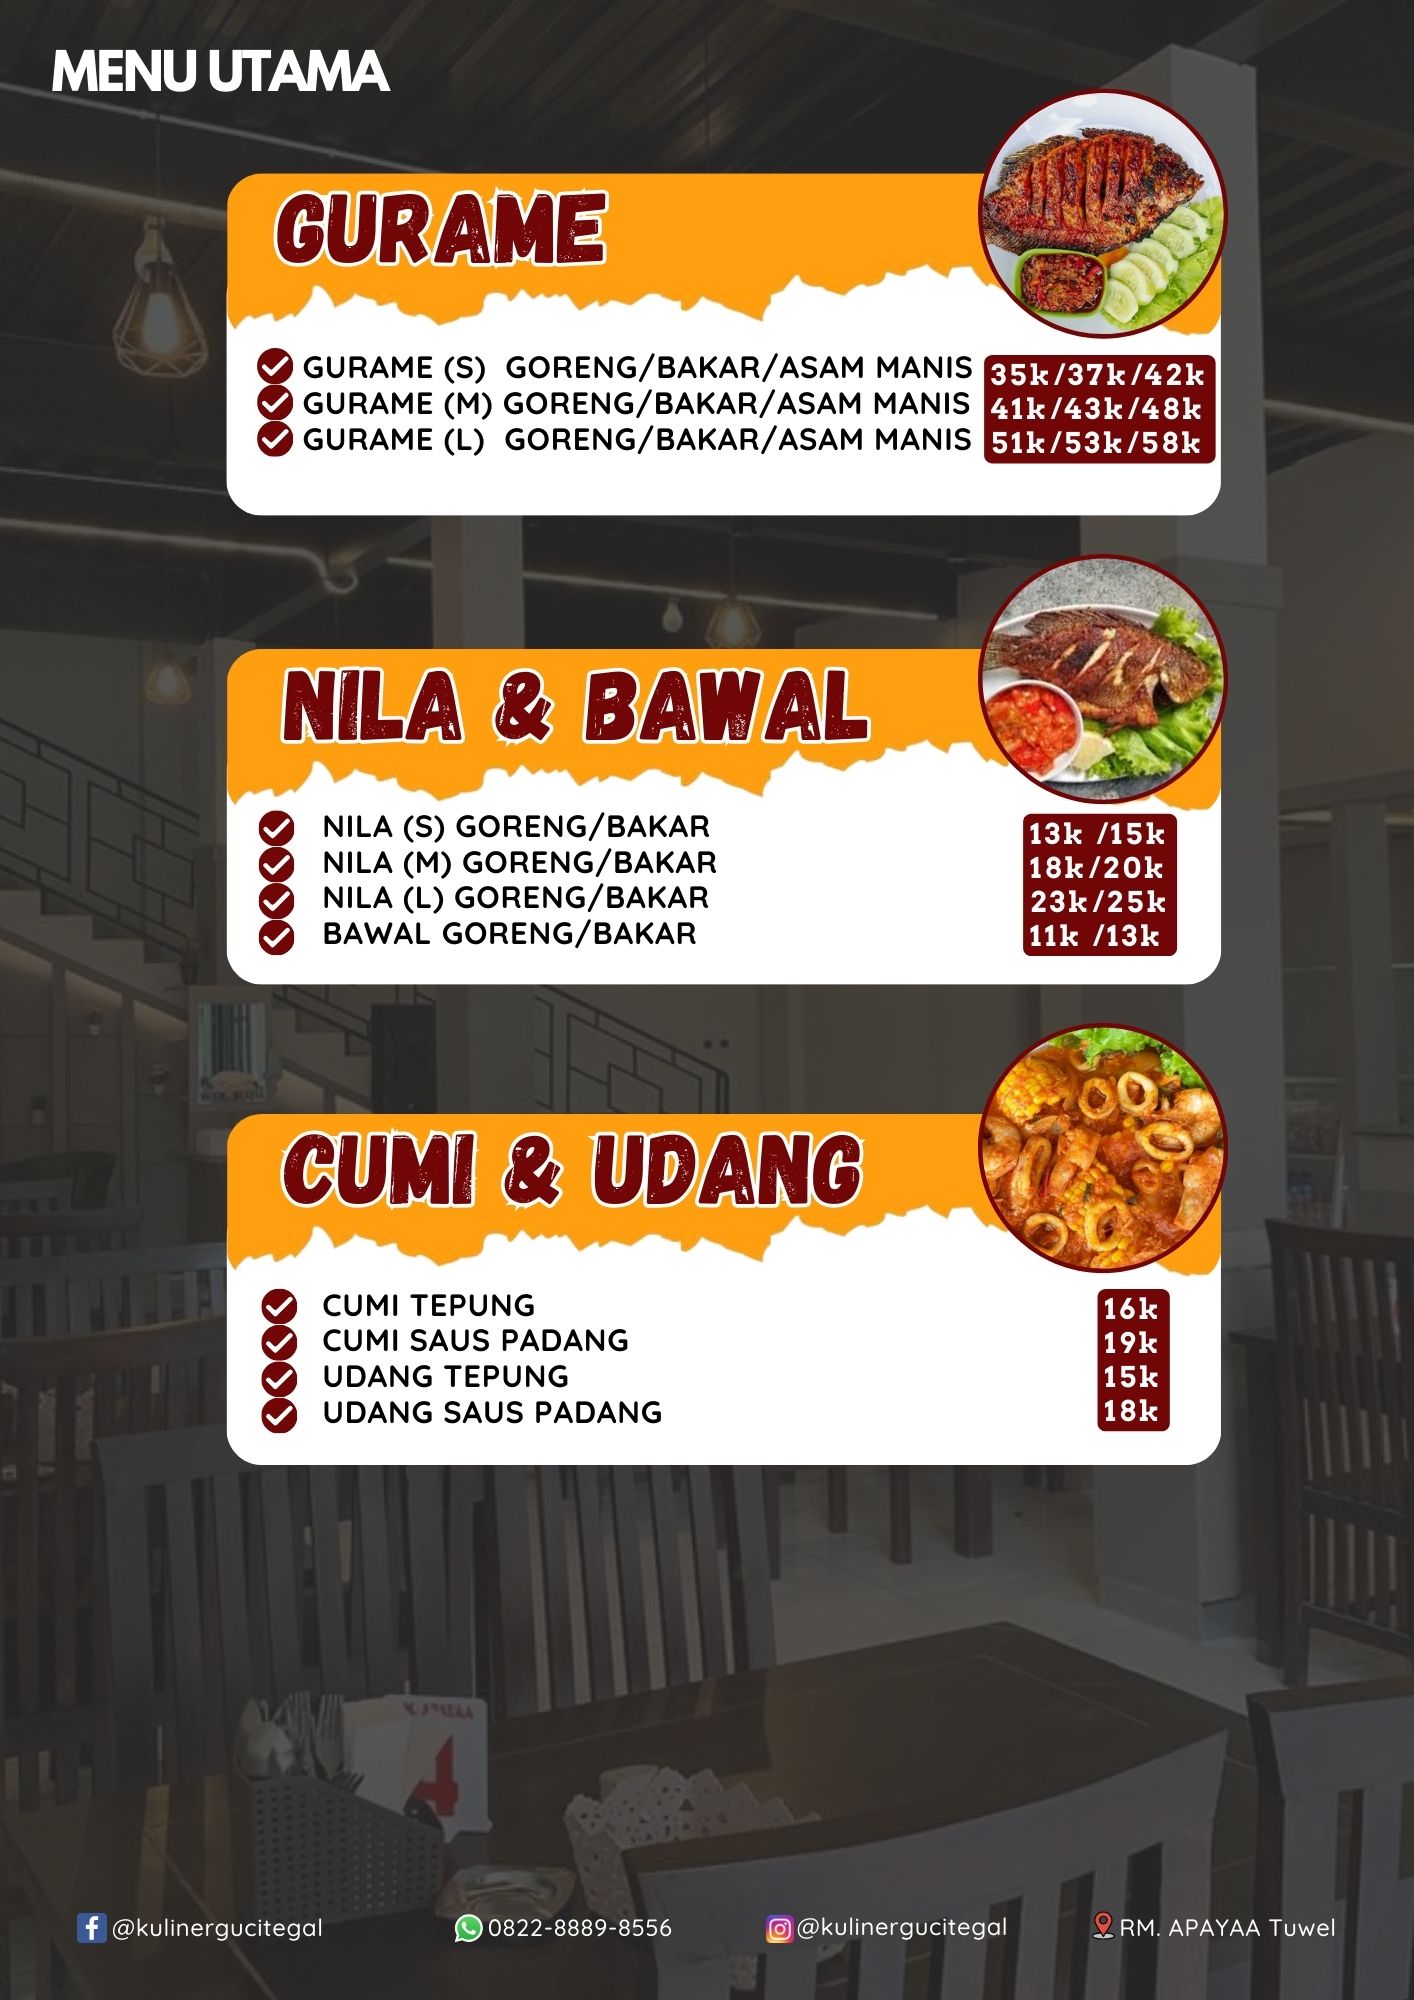 MENU UTAMA
GURAME
GURAME (S) GORENG/BAKAR/ASAM MANIS 35k/37k/42k
GURAME (M) GORENG/BAKAR/ASAM MANIS 41k/43k/48k
GURAME (L) GORENG/BAKAR/ASAM MANIS 51k/53k/58k
NILA & BAWAL
NILA (S) GORENG/BAKAR 13k /15k
NILA (M) GORENG/BAKAR 18k/20k
NILA (L) GORENG/BAKAR 23k/25k
BAWAL GORENG/BAKAR 11k /13k
CUMI & UDANG
CUMI TEPUNG 16k
CUMI SAUS PADANG 19k
UDANG TEPUNG 15k
UDANG SAUS PADANG 18k
4
@kulinergucitegal 0822-8889-8556 @kulinergucitegal RM. APAYAA Tuwel